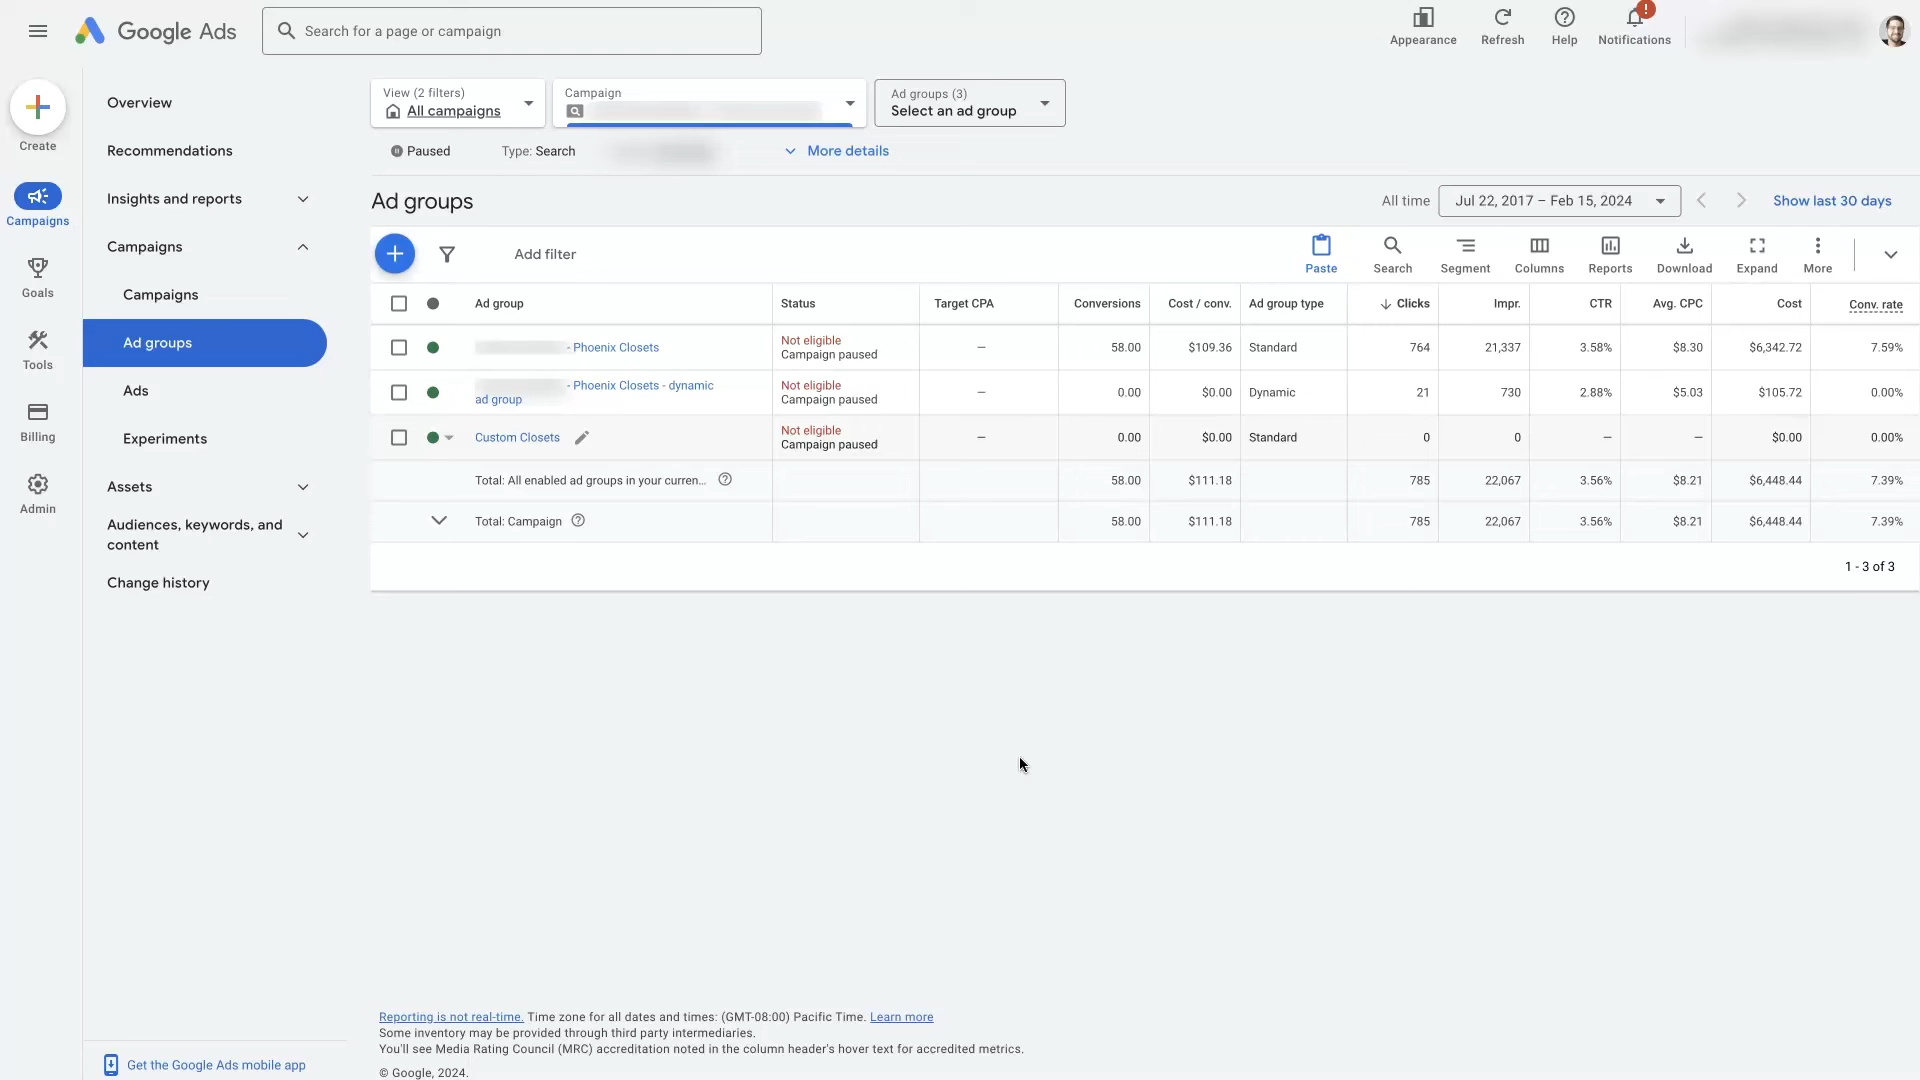 Google Ads
Search for a page or campaign
Appearance
Refresh
Help
!
Notifications
Create
Campaigns
Goals
Tools
Billing
Admin
Overview
Recommendations
Insights and reports
Campaigns
Campaigns
Ad groups
Ads
Experiments
Assets
Audiences, keywords, and
content
Change history
Get the Google Ads mobile app
View (2 filters)
All campaigns
Campaign
Ad groups (3)
Select an ad group
Paused
Type: Search
More details
Ad groups
All time
Jul 22, 2017 – Feb 15, 2024
Show last 30 days
Add filter
Paste
Search
Segment
Columns
Reports
Download
Expand
More
Ad group Status Target CPA Conversions Cost / conv. Ad group type Clicks Impr. CTR Avg. CPC Cost Conv. rate
- Phoenix Closets Not eligible Campaign paused — 58.00 $109.36 Standard 764 21,337 3.58% $8.30 $6,342.72 7.59%
- Phoenix Closets - dynamic ad group Not eligible Campaign paused — 0.00 $0.00 Dynamic 21 730 2.88% $5.03 $105.72 0.00%
Custom Closets Not eligible Campaign paused — 0.00 $0.00 Standard 0 0 — — $0.00 0.00%
Total: All enabled ad groups in your curren... 58.00 $111.18 785 22,067 3.56% $8.21 $6,448.44 7.39%
Total: Campaign 58.00 $111.18 785 22,067 3.56% $8.21 $6,448.44 7.39%
1 - 3 of 3
Reporting is not real-time. Time zone for all dates and times: (GMT-08:00) Pacific Time. Learn more
Some inventory may be provided through third party intermediaries.
You'll see Media Rating Council (MRC) accreditation noted in the column header's hover text for accredited metrics.
© Google, 2024.